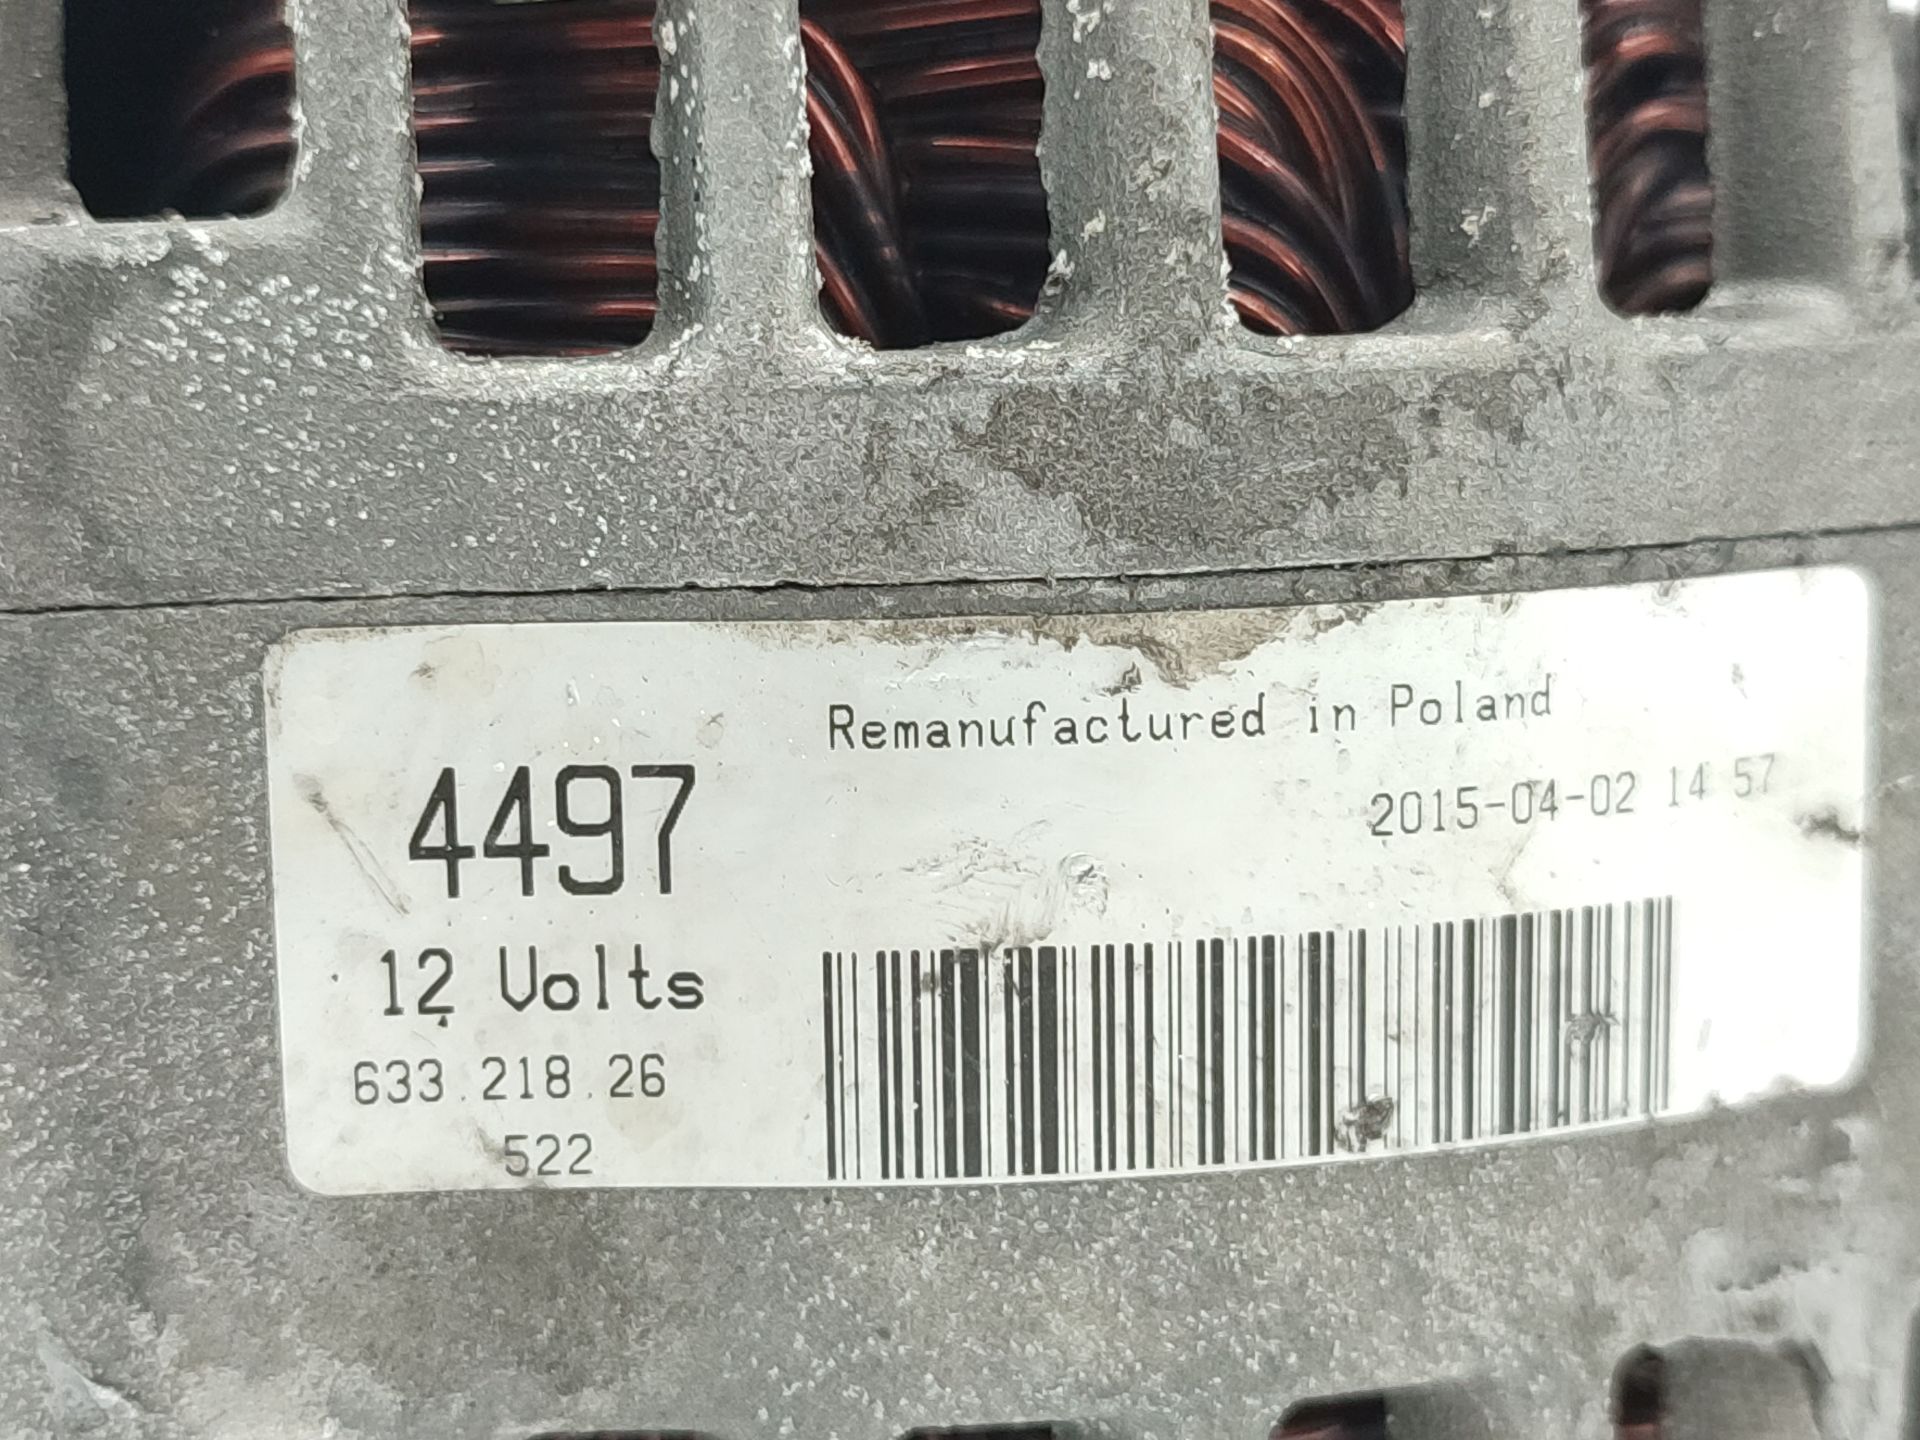 Remanufactured in Poland
2015-04-02 14 57
4497
12 Volts
633.218.26
522